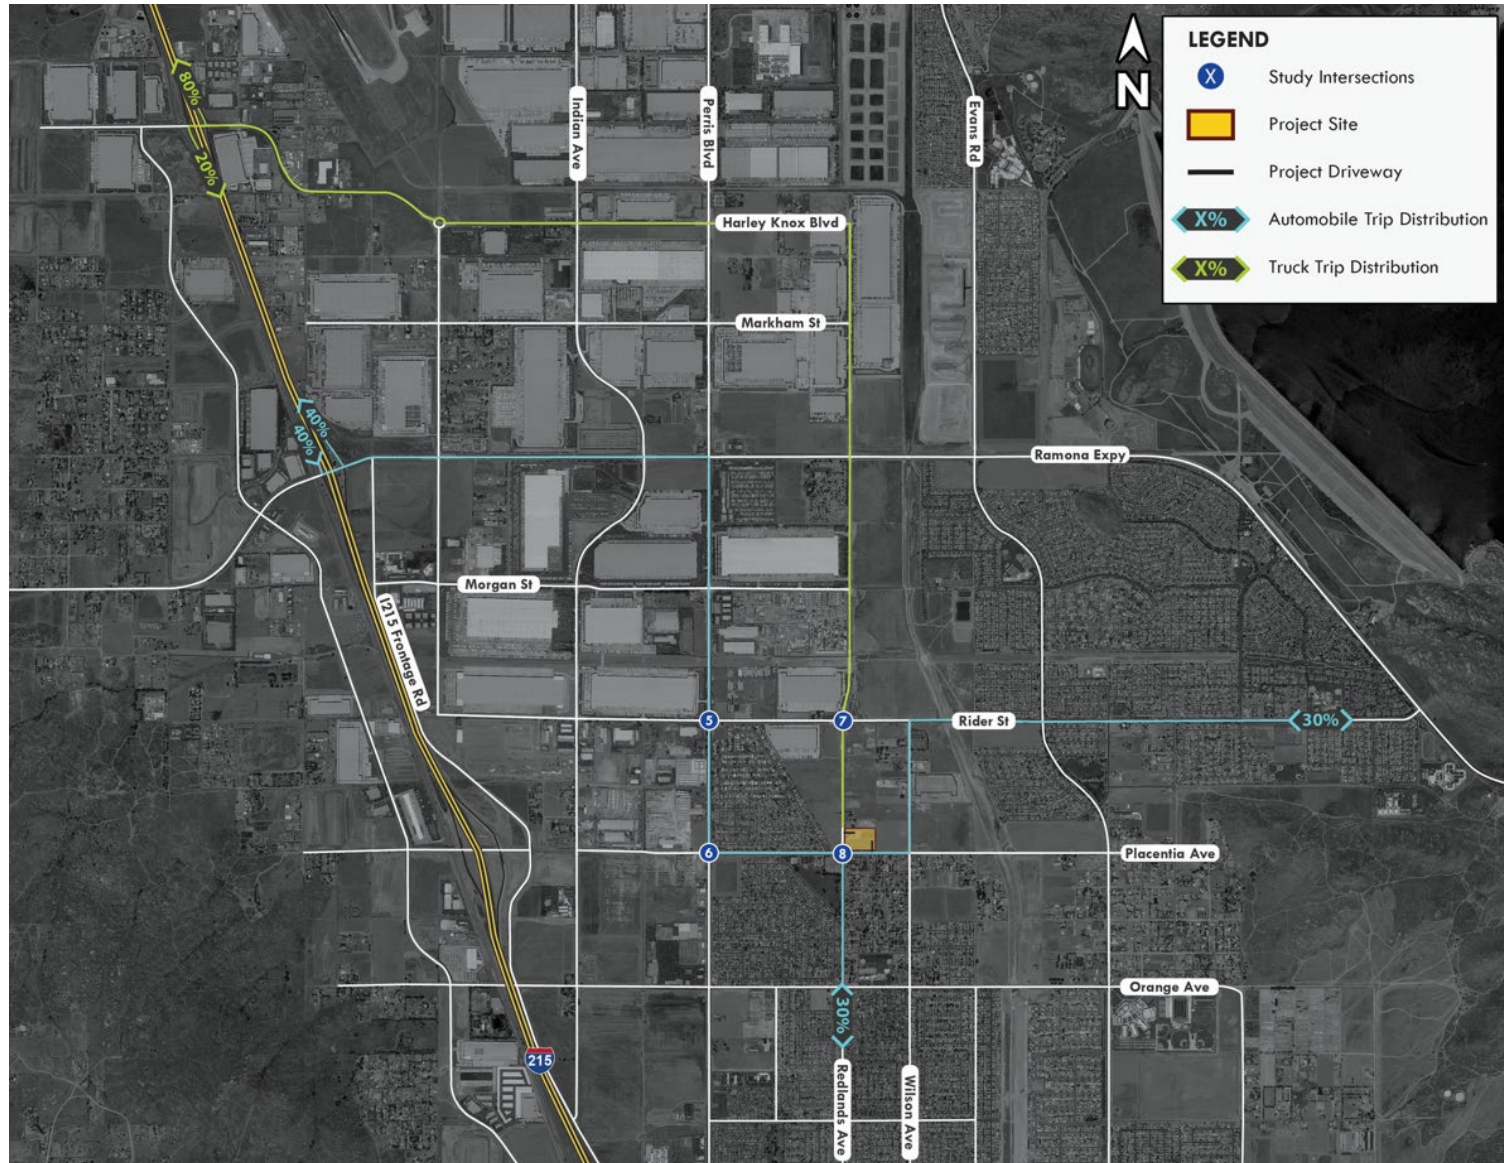 LEGEND
X Study Intersections
Project Site
Project Driveway
X% Automobile Trip Distribution
X% Truck Trip Distribution
N
80%
20%
Indian Ave
Perris Blvd
Evans Rd
Harley Knox Blvd
Markham St
40%
40%
Ramona Expy
Morgan St
I215 Frontage Rd
5
7
Rider St
30%
6
8
Placentia Ave
Orange Ave
30%
215
Redlands Ave
Wilson Ave